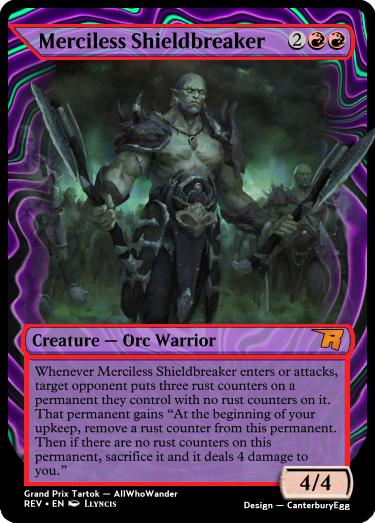 Merciless Shieldbreaker 2
Creature — Orc Warrior
Whenever Merciless Shieldbreaker enters or attacks,
target opponent puts three rust counters on a
permanent they control with no rust counters on it.
That permanent gains “At the beginning of your
upkeep, remove a rust counter from this permanent.
Then if there are no rust counters on this
permanent, sacrifice it and it deals 4 damage to
you.”
4/4
Grand Prix Tartok — AllWhoWander
REV • EN Llyncis
Design — CanterburyEgg